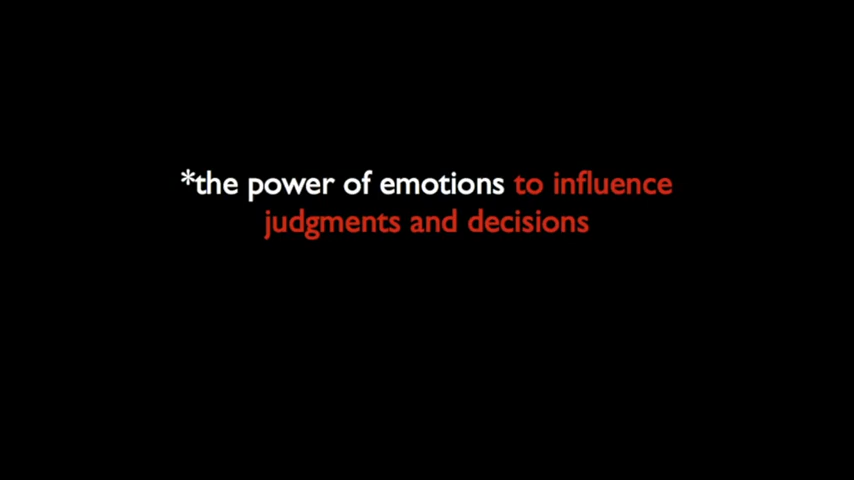 *the power of emotions to influence
judgments and decisions